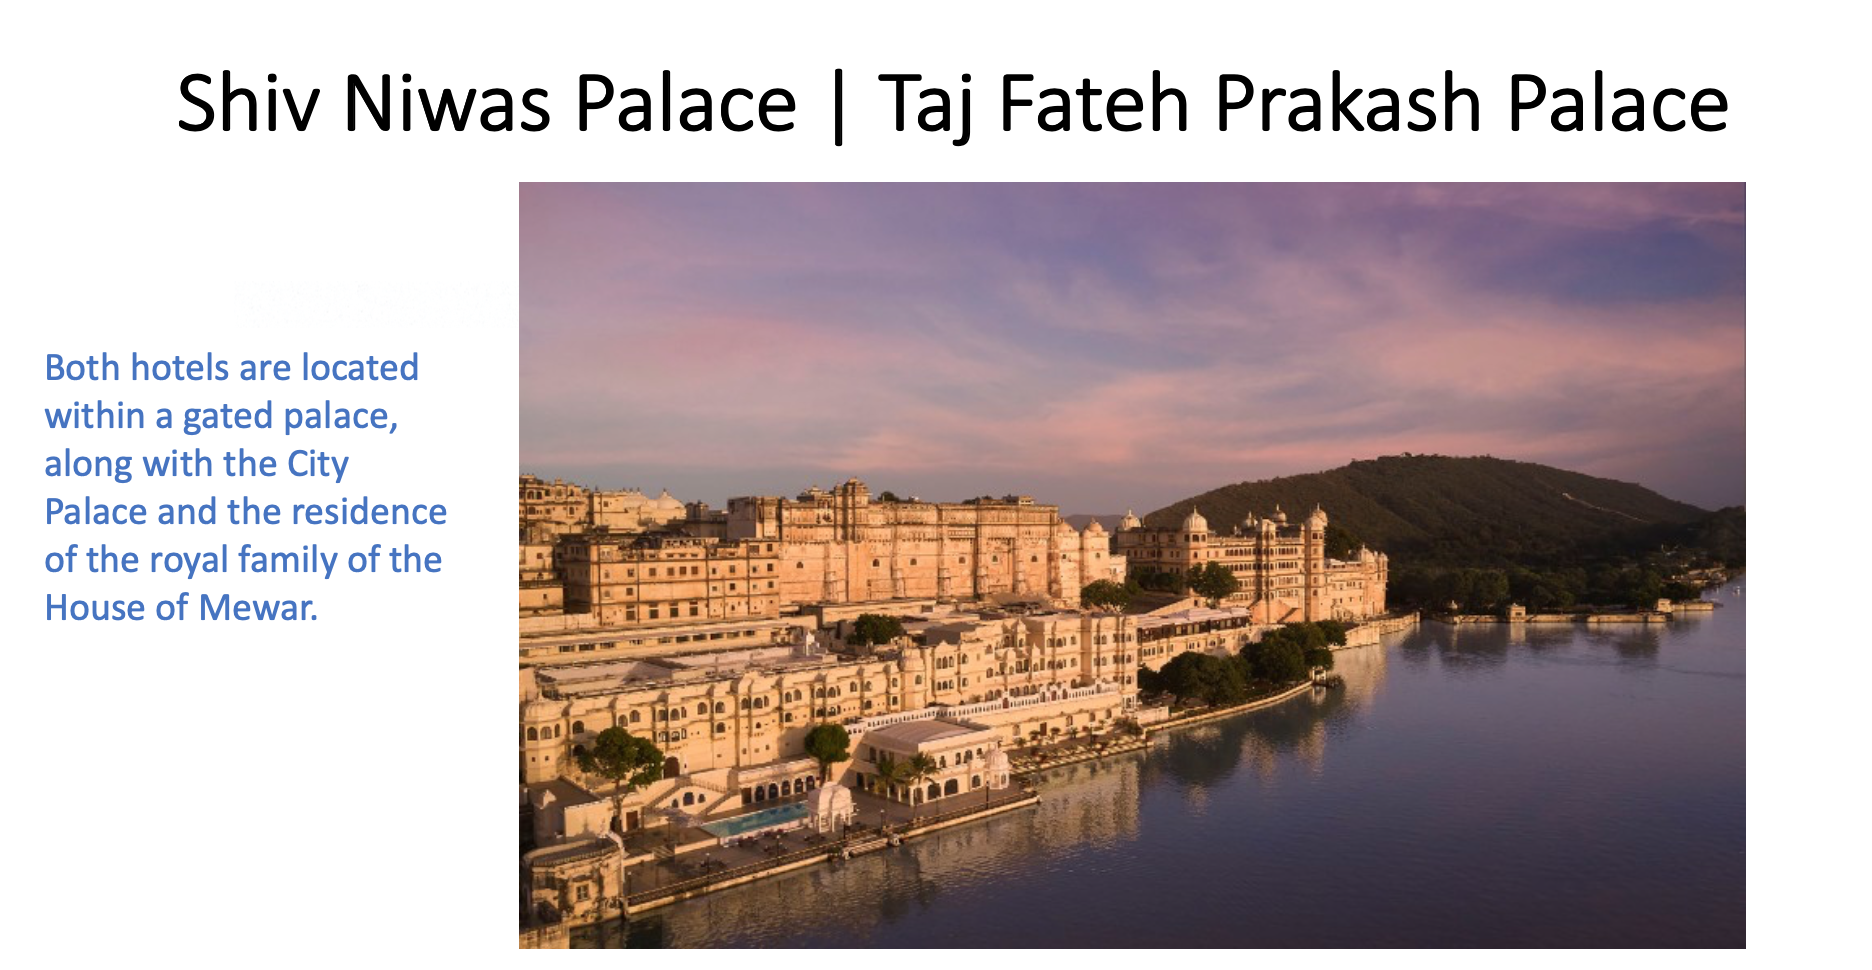 Shiv Niwas Palace | Taj Fateh Prakash Palace
Both hotels are located
within a gated palace,
along with the City
Palace and the residence
of the royal family of the
House of Mewar.